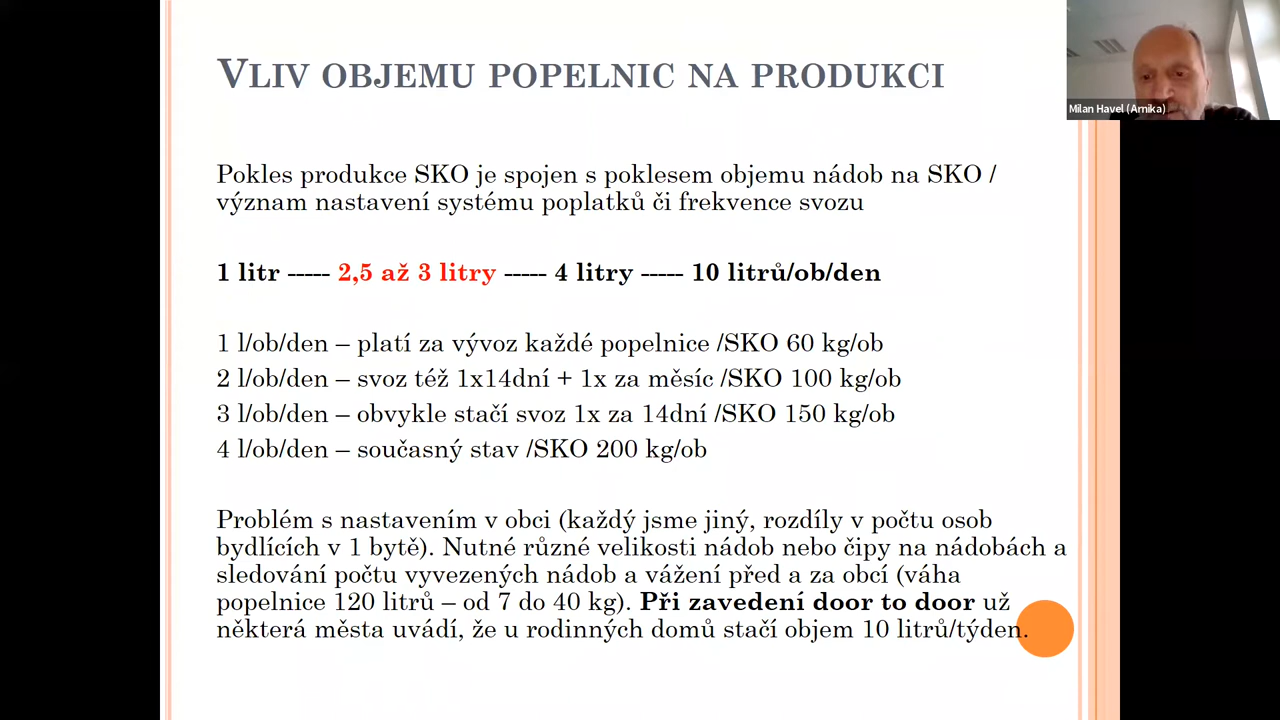 Vliv objemu popelnic na produkci
Milan Havel (Arnika)
Pokles produkce SKO je spojen s poklesem objemu nádob na SKO /
význam nastavení systému poplatků či frekvence svozu
1 litr ----- 2,5 až 3 litry ----- 4 litry ----- 10 litrů/ob/den
1 l/ob/den – platí za vývoz každé popelnice /SKO 60 kg/ob
2 l/ob/den – svoz též 1x14dní + 1x za měsíc /SKO 100 kg/ob
3 l/ob/den – obvykle stačí svoz 1x za 14dní /SKO 150 kg/ob
4 l/ob/den – současný stav /SKO 200 kg/ob
Problém s nastavením v obci (každý jsme jiný, rozdíly v počtu osob
bydlících v 1 bytě). Nutné různé velikosti nádob nebo čipy na nádobách a
sledování počtu vyvezených nádob a vážení před a za obcí (váha
popelnice 120 litrů – od 7 do 40 kg). Při zavedení door to door už
některá města uvádí, že u rodinných domů stačí objem 10 litrů/týden.